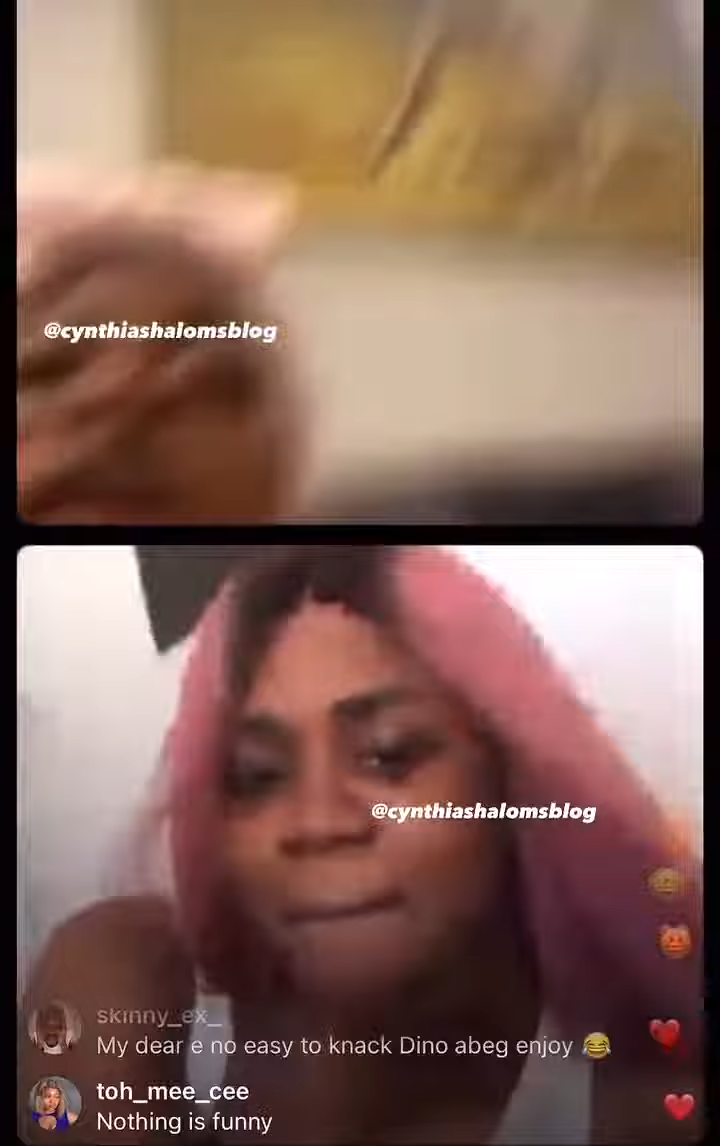 @cynthiashalomsblog
@cynthiashalomsblog
skinny_ex_
My dear e no easy to knack Dino abeg enjoy 😂
toh_mee_cee
Nothing is funny